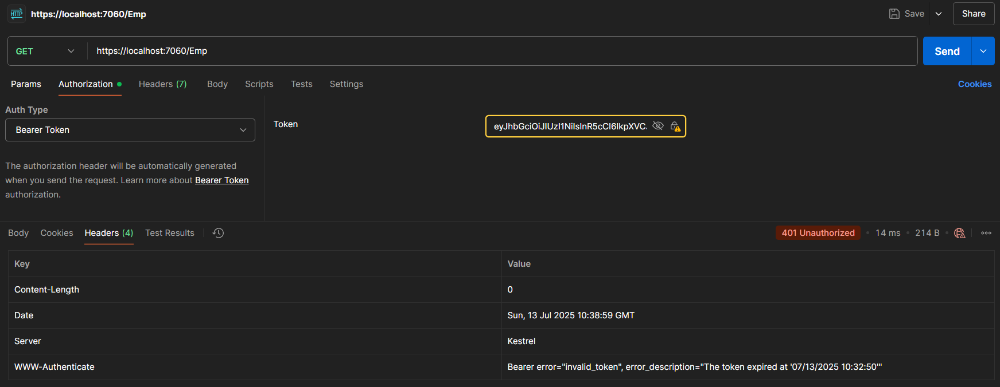 HTTP https://localhost:7060/Emp Save Share
GET https://localhost:7060/Emp Send
Params Authorization Headers (7) Body Scripts Tests Settings Cookies
Auth Type
Bearer Token
Token eyJhbGciOiJIUzI1NiIsInR5cCI6IkpXVC.
The authorization header will be automatically generated
when you send the request. Learn more about Bearer Token
authorization.
Body Cookies Headers (4) Test Results 401 Unauthorized 14 ms 214 B
Key Value
Content-Length 0
Date Sun, 13 Jul 2025 10:38:59 GMT
Server Kestrel
WWW-Authenticate Bearer error="invalid_token", error_description="The token expired at '07/13/2025 10:32:50'"